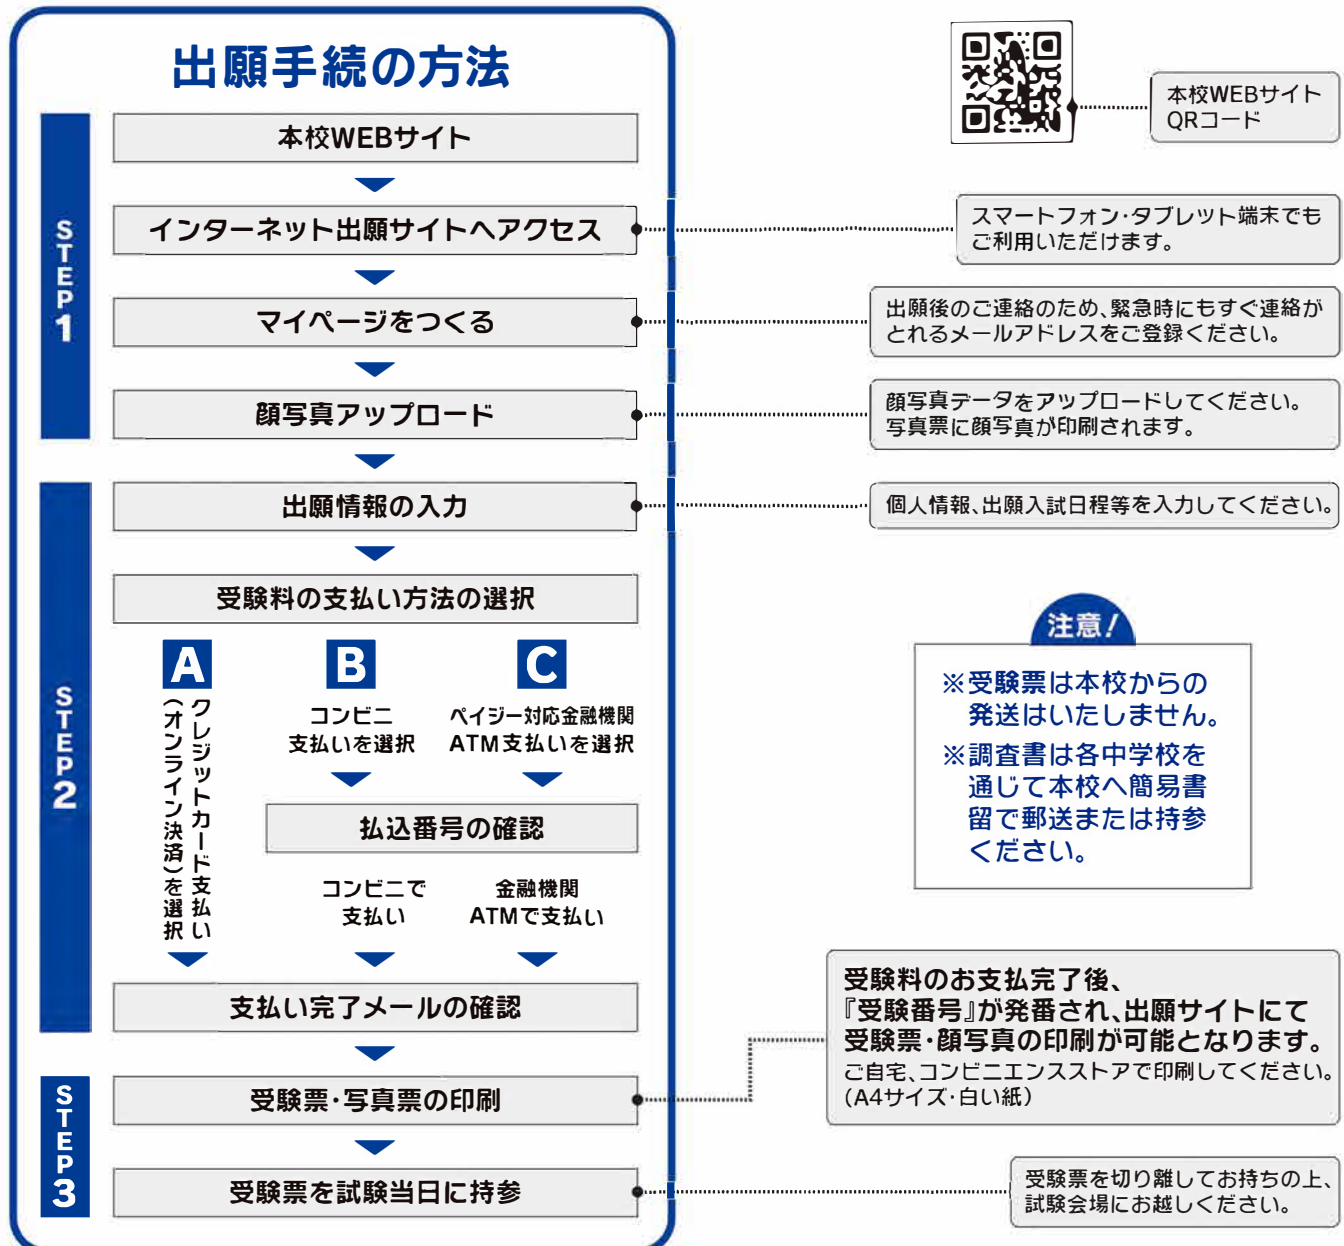 出願手続の方法
本校WEBサイト
QRコード
STEP1
本校WEBサイト
インターネット出願サイトへアクセス
スマートフォン・タブレット端末でも
ご利用いただけます。
マイページをつくる
出願後のご連絡のため、緊急時にもすぐ連絡が
とれるメールアドレスをご登録ください。
顔写真アップロード
顔写真データをアップロードしてください。
写真票に顔写真が印刷されます。
STEP2
出願情報の入力
個人情報、出願入試日程等を入力してください。
受験料の支払い方法の選択
A
クレジットカード支払い
(オンライン決済)を選択
B
コンビニ
支払いを選択
C
ペイジー対応金融機関
ATM支払いを選択
払込番号の確認
コンビニで
支払い
金融機関
ATMで支払い
支払い完了メールの確認
注意!
※受験票は本校からの
発送はいたしません。
※調査書は各中学校を
通じて本校へ簡易書
留で郵送または持参
ください。
STEP3
受験票・写真票の印刷
受験料のお支払完了後、
『受験番号』が発番され、出願サイトにて
受験票・顔写真の印刷が可能となります。
ご自宅、コンビニエンスストアで印刷してください。
(A4サイズ・白い紙)
受験票を試験当日に持参
受験票を切り離してお持ちの上、
試験会場にお越しください。